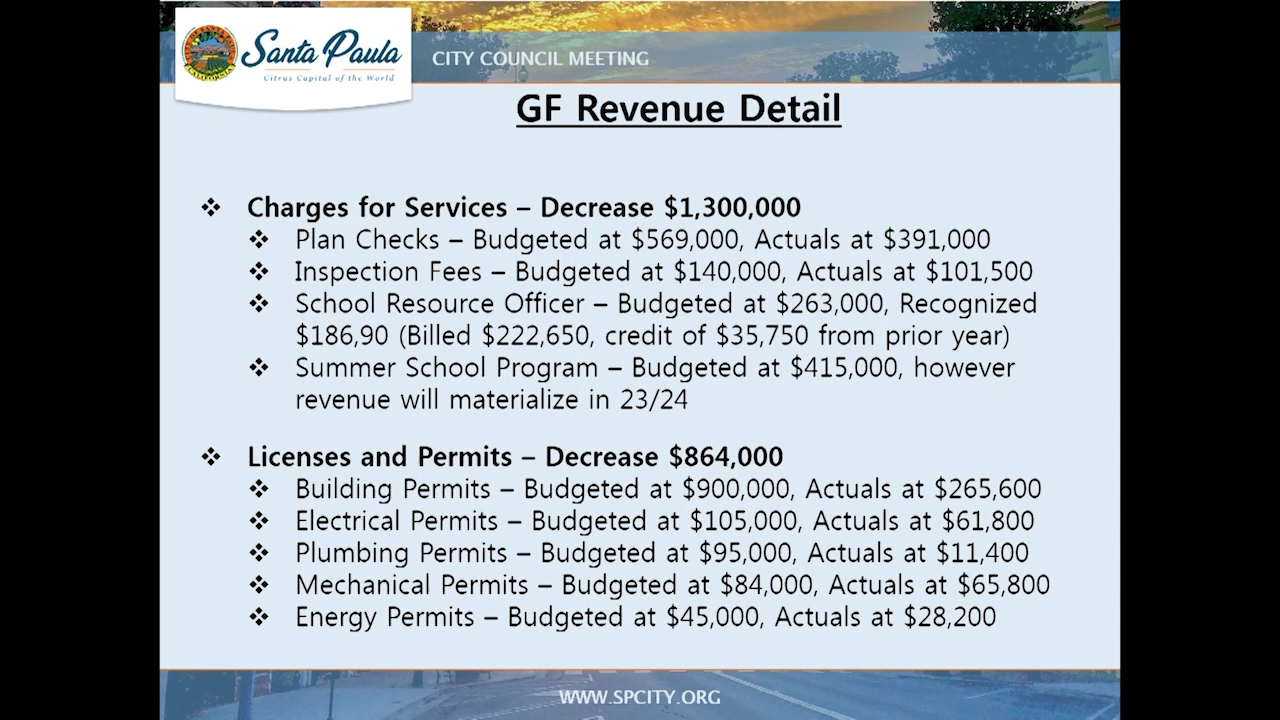 Santa Paula
Citrus Capital of the World
CITY COUNCIL MEETING
GF Revenue Detail
❖ Charges for Services – Decrease $1,300,000
❖ Plan Checks – Budgeted at $569,000, Actuals at $391,000
❖ Inspection Fees – Budgeted at $140,000, Actuals at $101,500
❖ School Resource Officer – Budgeted at $263,000, Recognized
$186,90 (Billed $222,650, credit of $35,750 from prior year)
❖ Summer School Program – Budgeted at $415,000, however
revenue will materialize in 23/24
❖ Licenses and Permits – Decrease $864,000
❖ Building Permits – Budgeted at $900,000, Actuals at $265,600
❖ Electrical Permits – Budgeted at $105,000, Actuals at $61,800
❖ Plumbing Permits – Budgeted at $95,000, Actuals at $11,400
❖ Mechanical Permits – Budgeted at $84,000, Actuals at $65,800
❖ Energy Permits – Budgeted at $45,000, Actuals at $28,200
WWW.SPCITY.ORG